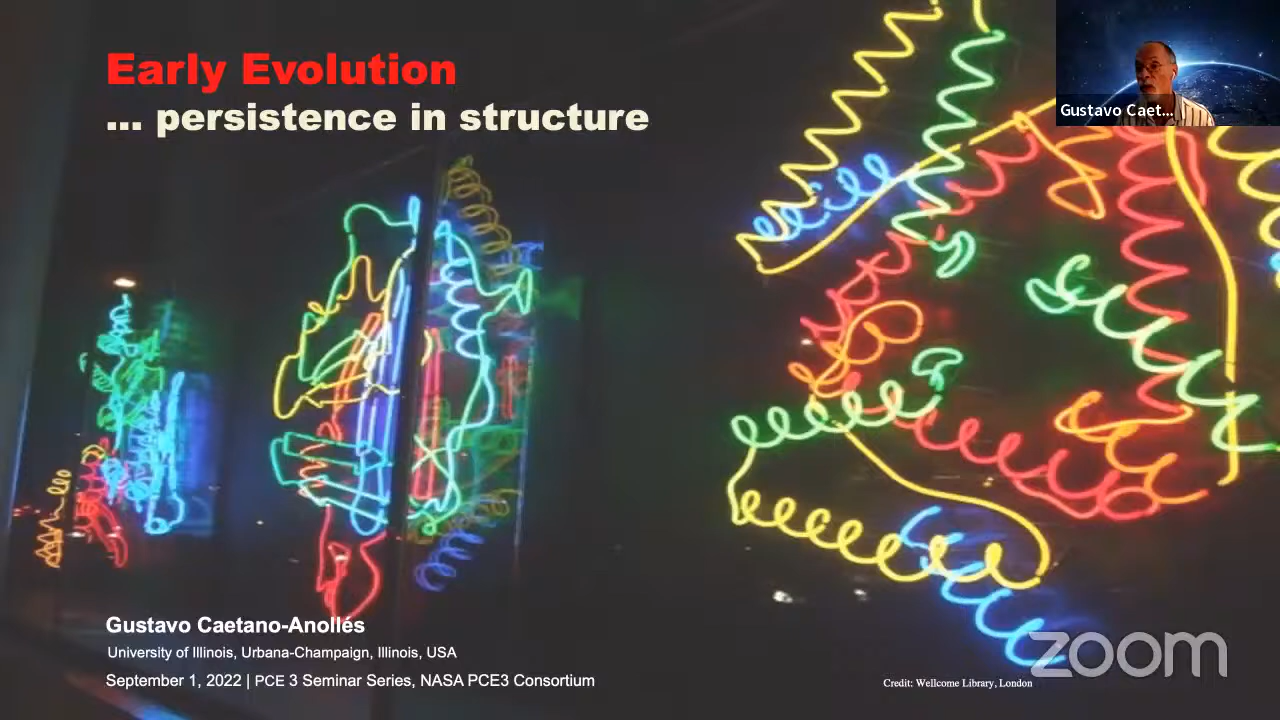 Early Evolution
... persistence in structure
Gustavo Caet...
Gustavo Caetano-Anollés
University of Illinois, Urbana-Champaign, Illinois, USA
September 1, 2022 | PCE 3 Seminar Series, NASA PCE3 Consortium
Credit: Wellcome Library, London
zoom